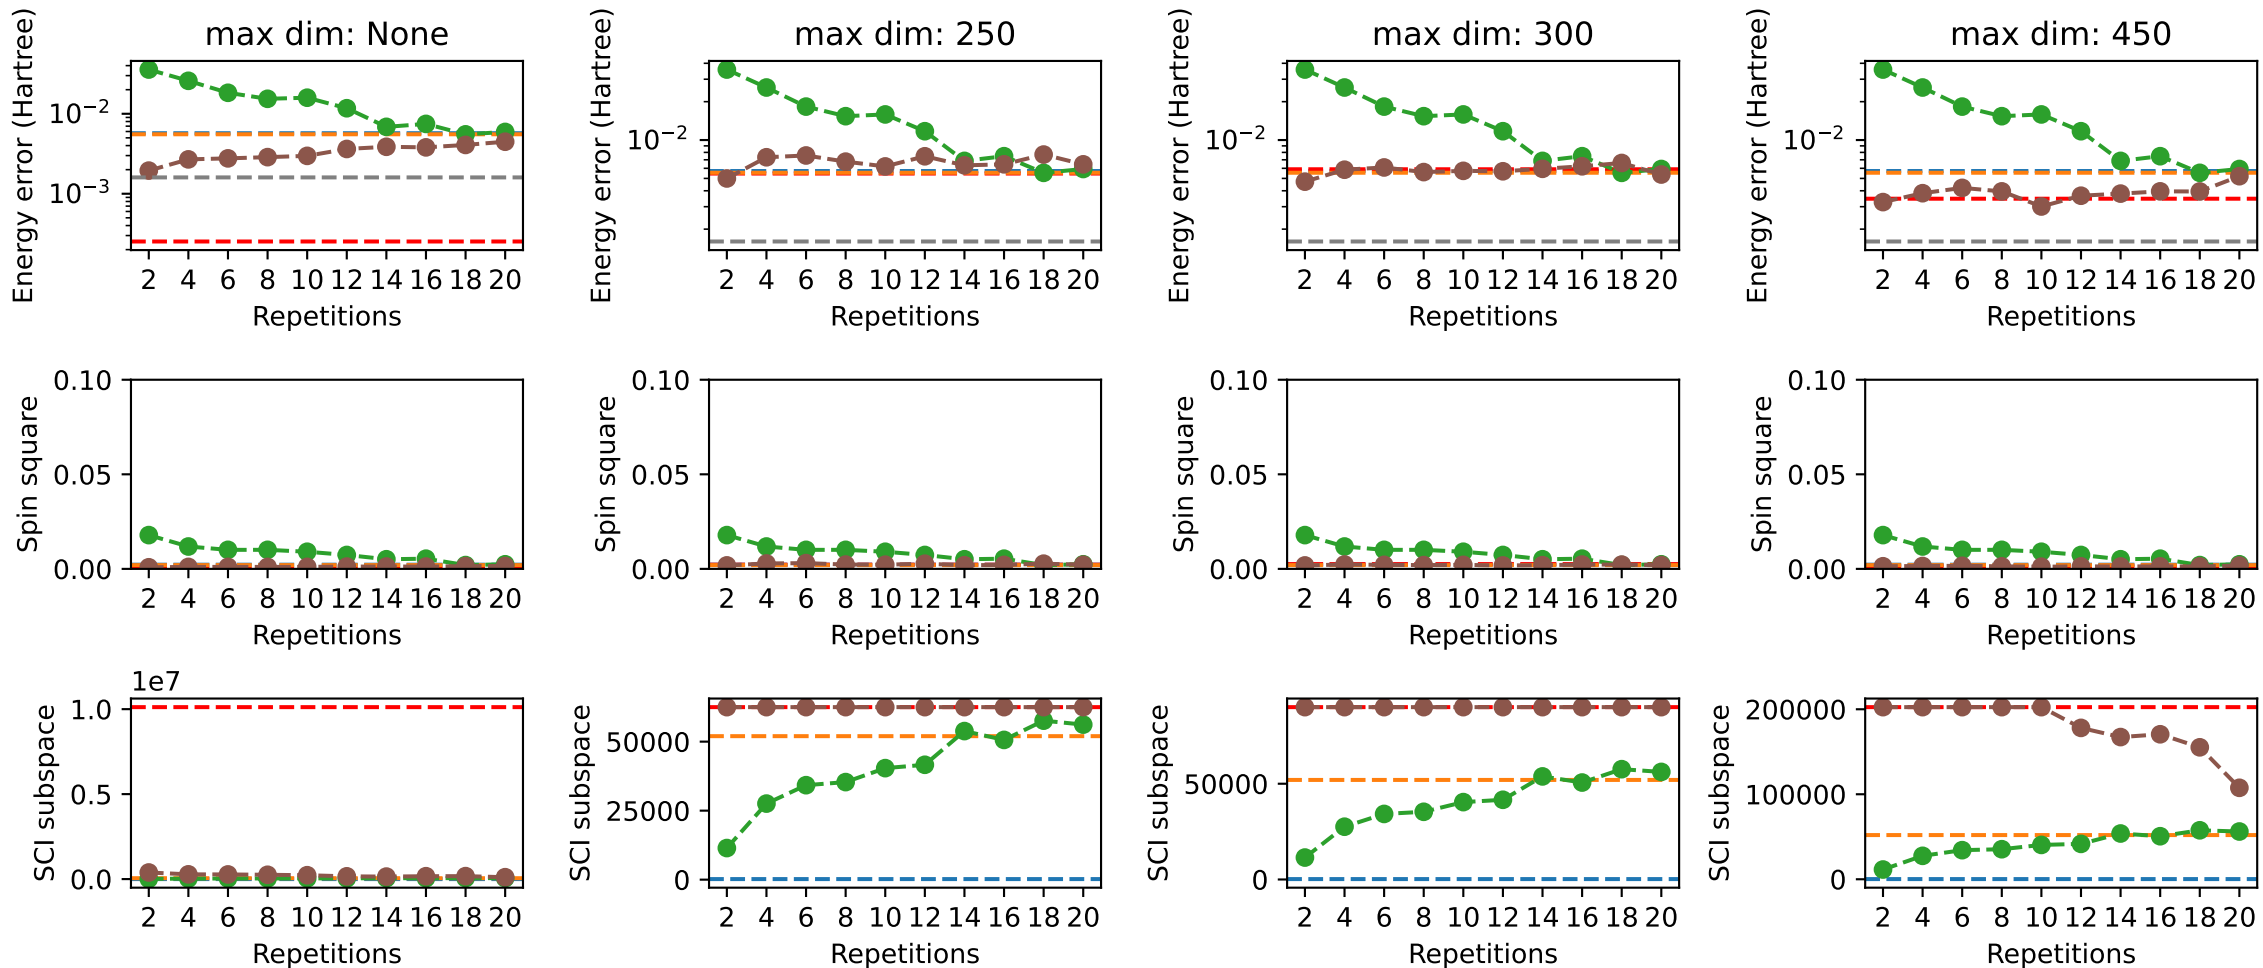 max dim: None
Energy error (Hartree)
10⁻²
10⁻³
2 4 6 8 10 12 14 16 18 20
Repetitions
max dim: 250
Energy error (Hartree)
10⁻²
2 4 6 8 10 12 14 16 18 20
Repetitions
max dim: 300
Energy error (Hartree)
10⁻²
2 4 6 8 10 12 14 16 18 20
Repetitions
max dim: 450
Energy error (Hartree)
10⁻²
2 4 6 8 10 12 14 16 18 20
Repetitions
Spin square
0.10
0.05
0.00
2 4 6 8 10 12 14 16 18 20
Repetitions
Spin square
0.10
0.05
0.00
2 4 6 8 10 12 14 16 18 20
Repetitions
Spin square
0.10
0.05
0.00
2 4 6 8 10 12 14 16 18 20
Repetitions
Spin square
0.10
0.05
0.00
2 4 6 8 10 12 14 16 18 20
Repetitions
1e7
SCI subspace
1.0
0.5
0.0
2 4 6 8 10 12 14 16 18 20
Repetitions
SCI subspace
50000
25000
0
2 4 6 8 10 12 14 16 18 20
Repetitions
SCI subspace
50000
0
2 4 6 8 10 12 14 16 18 20
Repetitions
SCI subspace
200000
100000
0
2 4 6 8 10 12 14 16 18 20
Repetitions